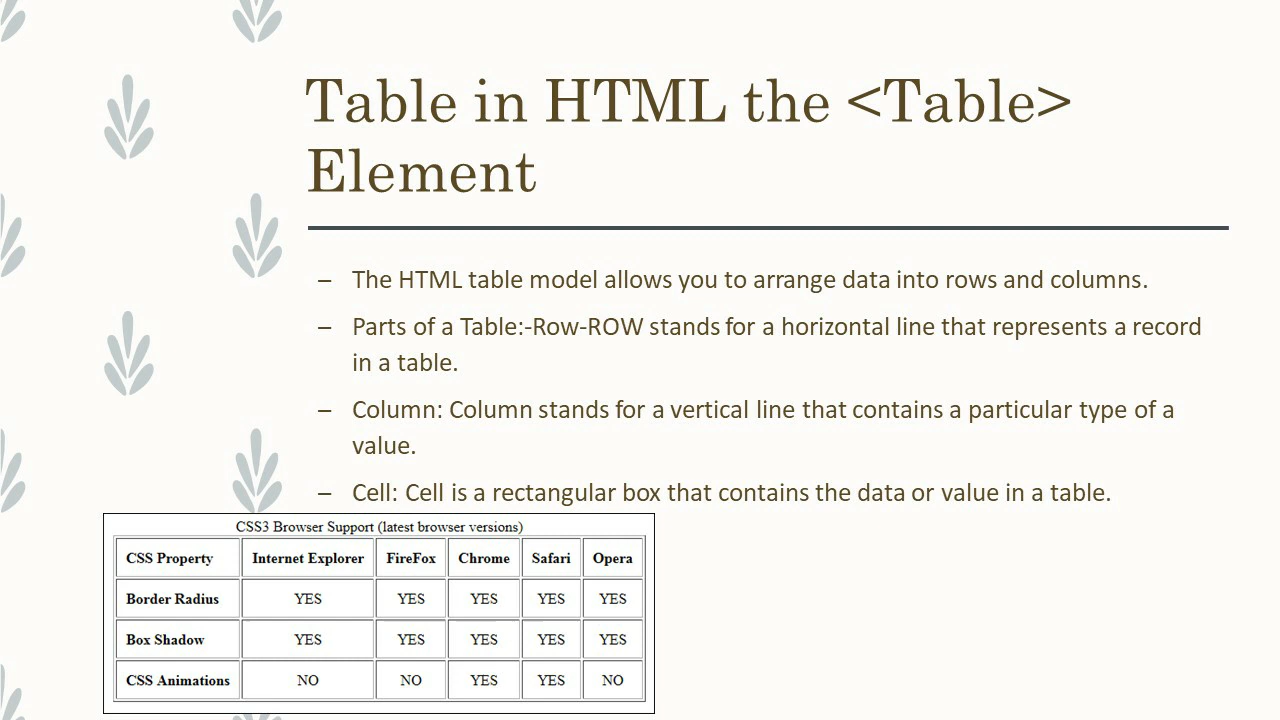 Table in HTML the <Table>
Element
– The HTML table model allows you to arrange data into rows and columns.
– Parts of a Table:-Row-ROW stands for a horizontal line that represents a record
in a table.
– Column: Column stands for a vertical line that contains a particular type of a
value.
– Cell: Cell is a rectangular box that contains the data or value in a table.
CSS3 Browser Support (latest browser versions)
CSS Property Internet Explorer FireFox Chrome Safari Opera
Border Radius YES YES YES YES YES
Box Shadow YES YES YES YES YES
CSS Animations NO NO YES YES NO